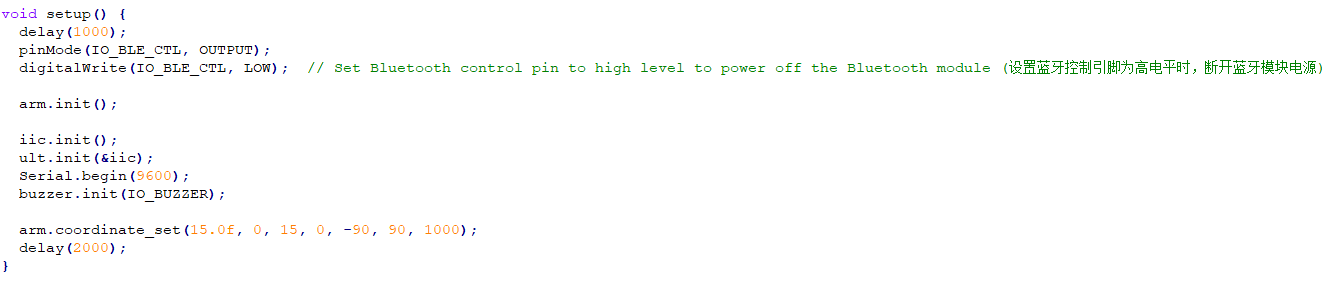 void setup() {
  delay(1000);
  pinMode(IO_BLE_CTL, OUTPUT);
  digitalWrite(IO_BLE_CTL, LOW);  // Set Bluetooth control pin to high level to power off the Bluetooth module (设置蓝牙控制引脚为高电平时，断开蓝牙模块电源)
  arm.init();
  iic.init();
  ult.init(&iic);
  Serial.begin(9600);
  buzzer.init(IO_BUZZER);
  arm.coordinate_set(15.0f, 0, 15, 0, -90, 90, 1000);
  delay(2000);
}